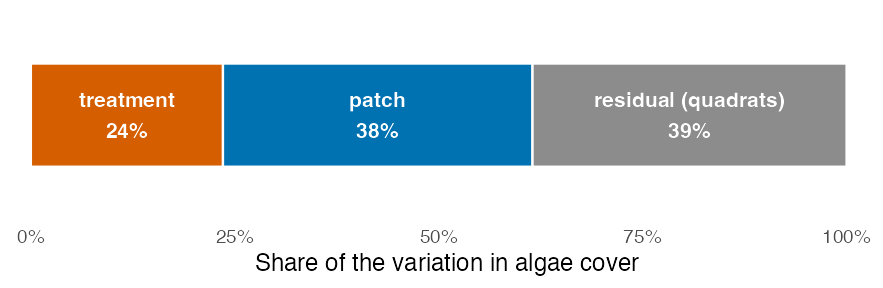 treatment
24%
patch
38%
residual (quadrats)
39%
0% 25% 50% 75% 100%
Share of the variation in algae cover